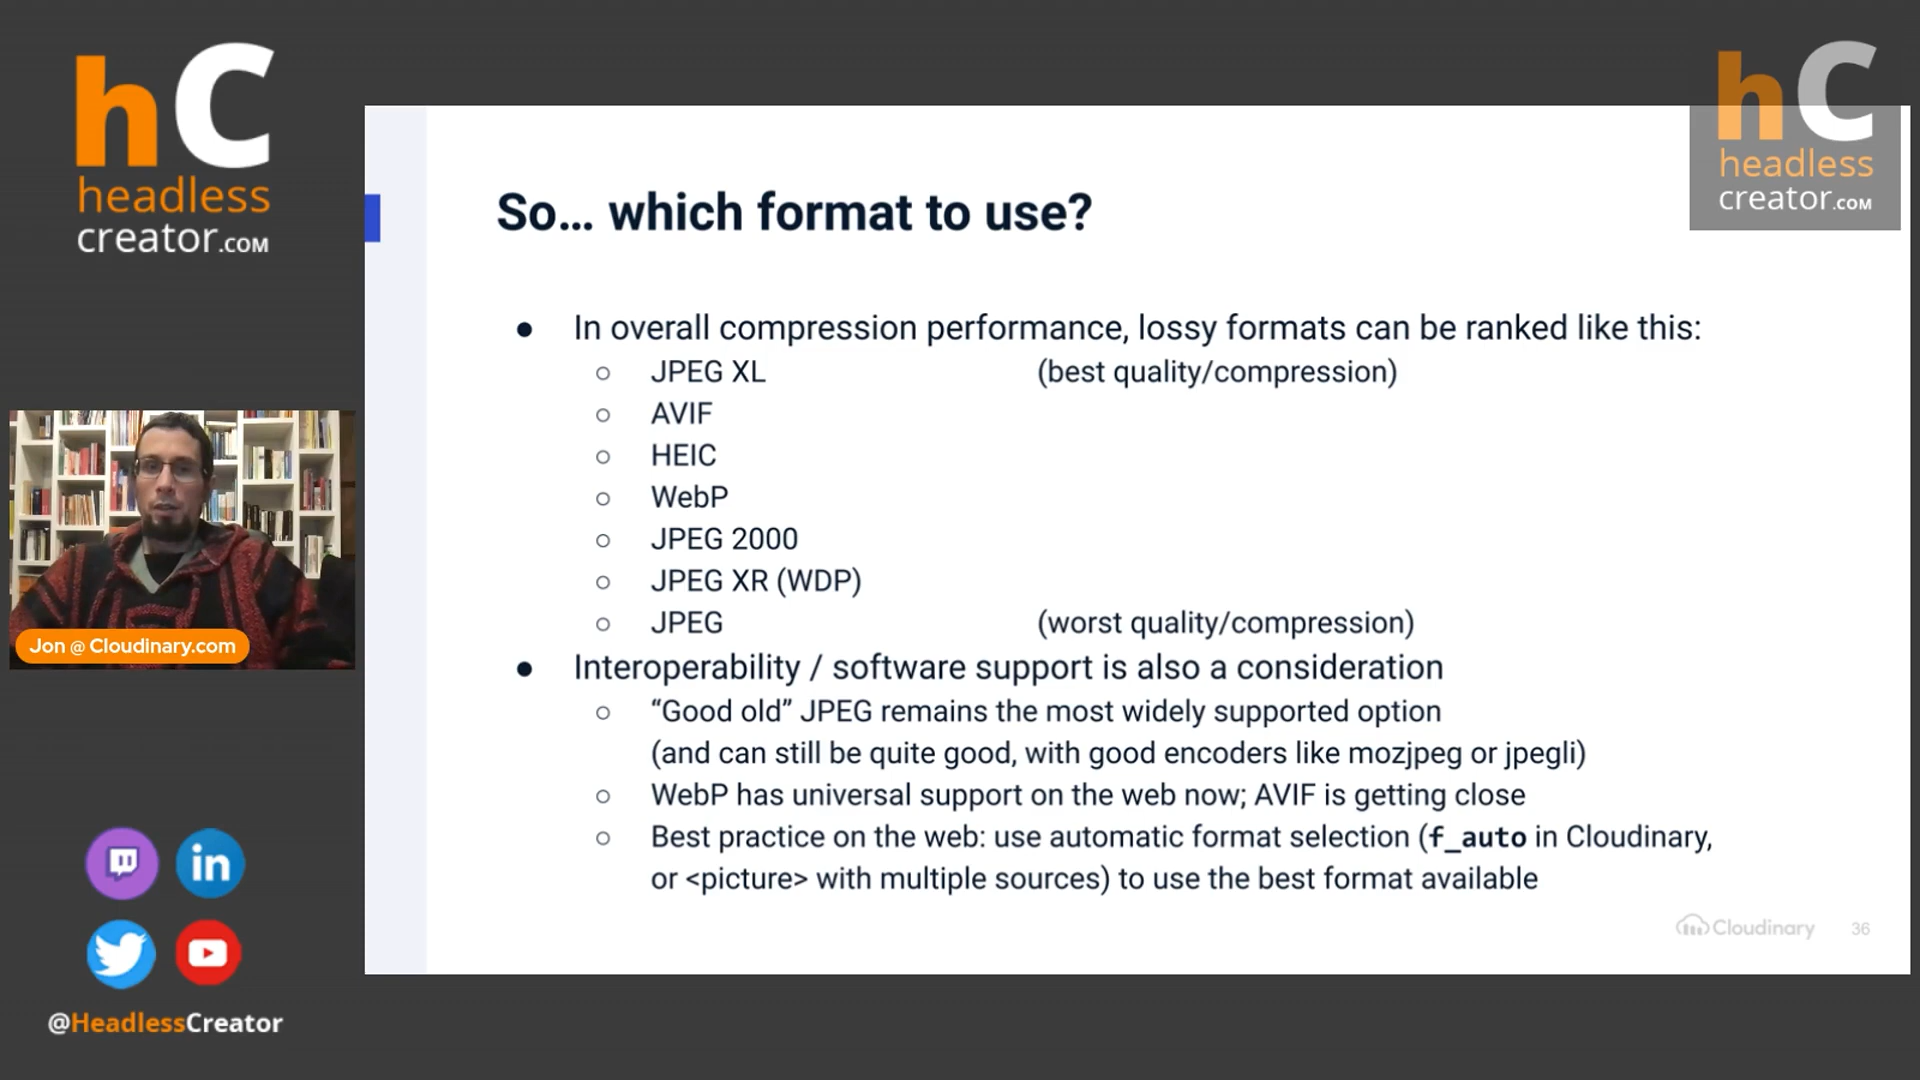 hC
headless
creator.COM
hC
headless
creator.COM
So... which format to use?
● In overall compression performance, lossy formats can be ranked like this:
○ JPEG XL (best quality/compression)
○ AVIF
○ HEIC
○ WebP
○ JPEG 2000
○ JPEG XR (WDP)
○ JPEG (worst quality/compression)
● Interoperability / software support is also a consideration
○ “Good old” JPEG remains the most widely supported option
(and can still be quite good, with good encoders like mozjpeg or jpegli)
○ WebP has universal support on the web now; AVIF is getting close
○ Best practice on the web: use automatic format selection (f_auto in Cloudinary,
or <picture> with multiple sources) to use the best format available
Cloudinary 36
Jon @ Cloudinary.com
in
@HeadlessCreator